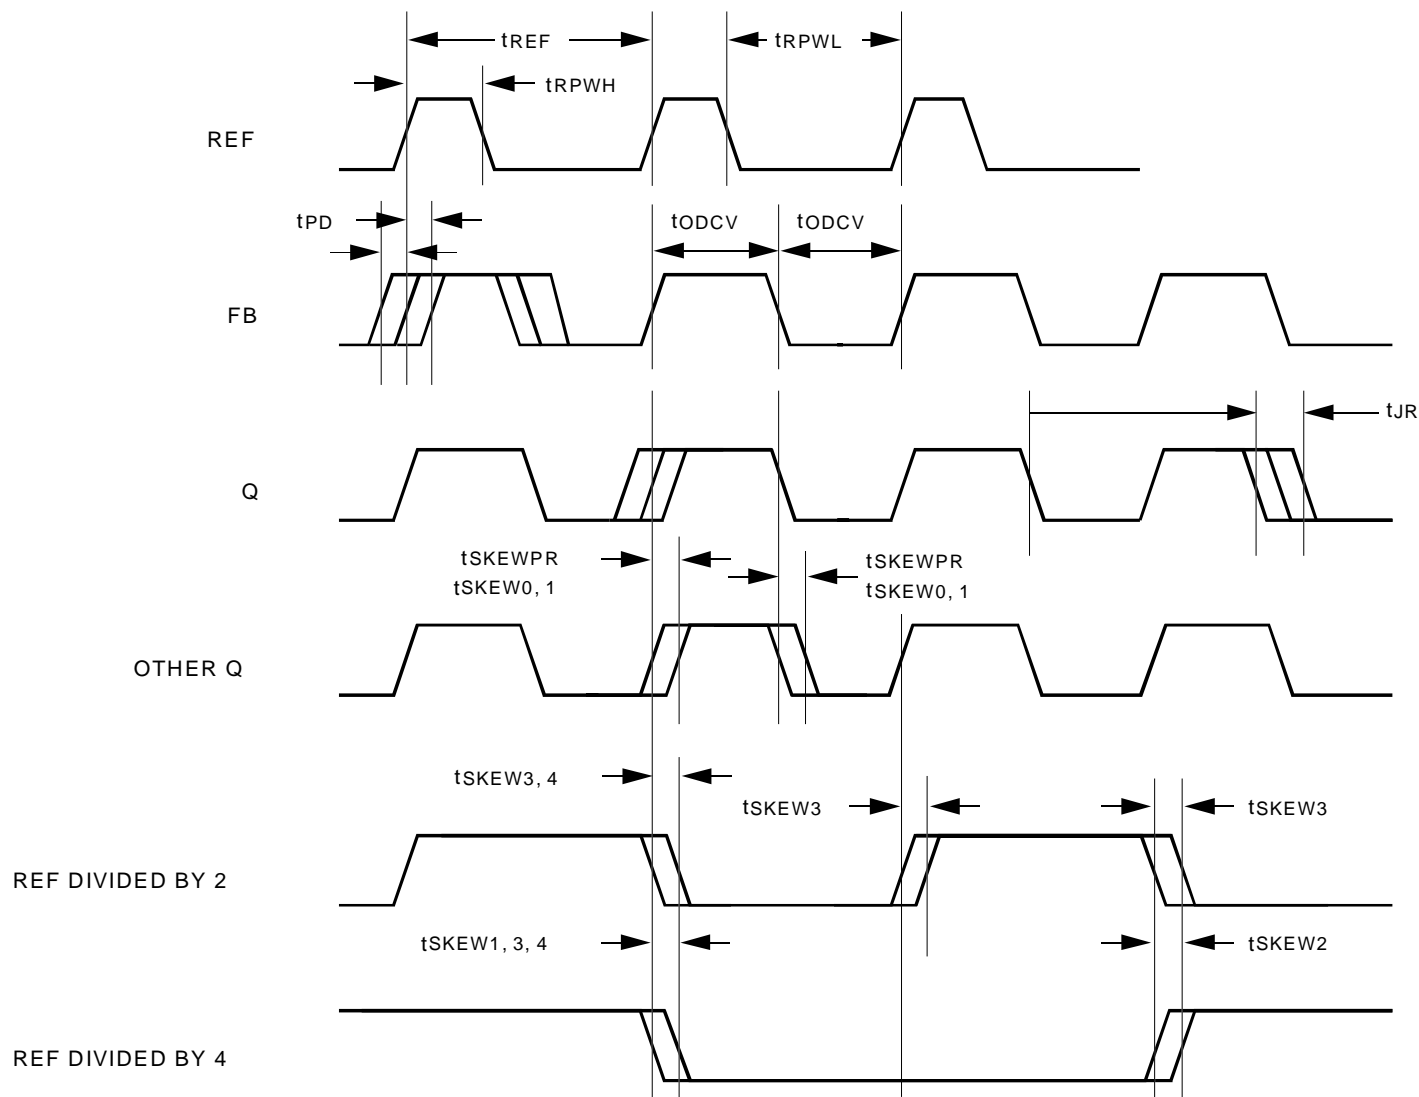 tREF
tRPWL
tRPWH
REF
tPD
tODCV
tODCV
FB
tJR
Q
tSKEWPR
tSKEW0, 1
tSKEWPR
tSKEW0, 1
OTHER Q
tSKEW3, 4
tSKEW3
tSKEW3
REF DIVIDED BY 2
tSKEW1, 3, 4
tSKEW2
REF DIVIDED BY 4